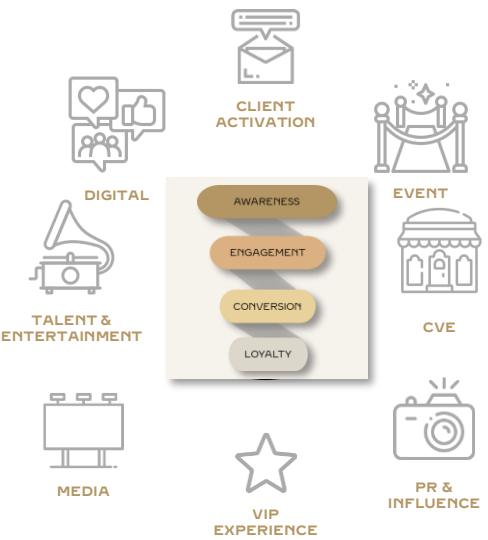 CLIENT
ACTIVATION
DIGITAL
EVENT
AWARENESS
ENGAGEMENT
CONVERSION
LOYALTY
TALENT &
ENTERTAINMENT
CVE
MEDIA
PR &
INFLUENCE
VIP
EXPERIENCE